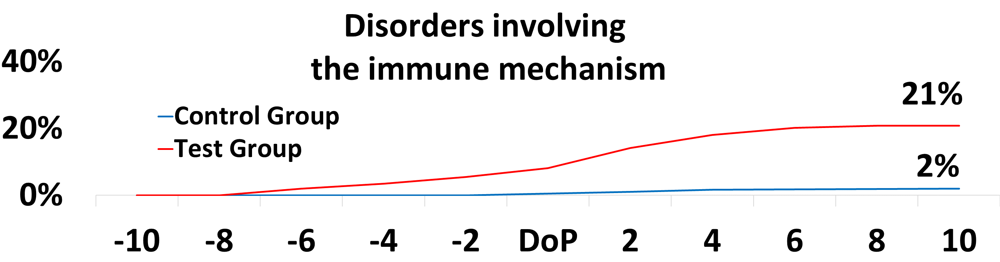 Disorders involving
the immune mechanism
40%
20%
0%
Control Group
Test Group
21%
2%
-10 -8 -6 -4 -2 DoP 2 4 6 8 10